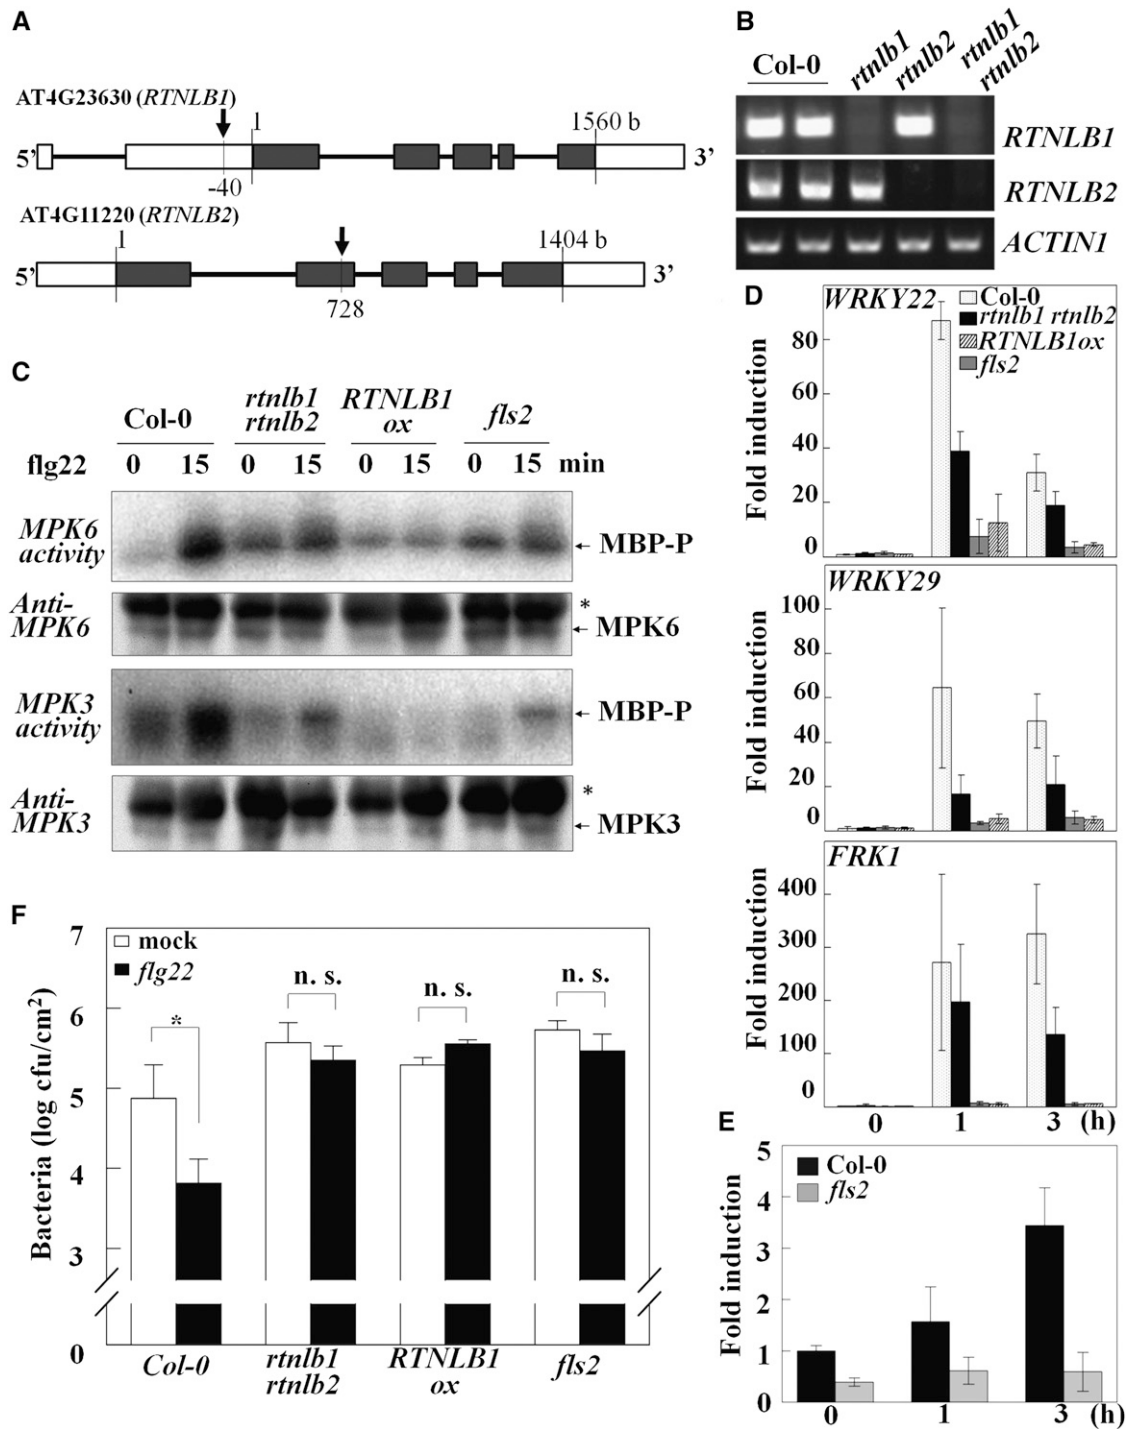 A
AT4G23630 (RTNLB1)
1
1560 b
5’
3’
-40
AT4G11220 (RTNLB2)
1
1404 b
5’
3’
728
B
Col-0
rtnlb1
rtnlb2
rtnlb1
rtnlb2
RTNLB1
RTNLB2
ACTIN1
C
Col-0
rtnlb1
rtnlb2
RTNLB1
ox
fls2
flg22
0
15
0
15
0
15
0
15
min
MPK6
activity
MBP-P
Anti-
MPK6
*
MPK6
MPK3
activity
MBP-P
Anti-
MPK3
*
MPK3
D
WRKY22
Col-0
rtnlb1 rtnlb2
RTNLB1ox
fls2
Fold induction
80
60
40
20
0
WRKY29
Fold induction
100
80
60
40
20
0
FRK1
Fold induction
400
300
200
100
0
0
1
3
(h)
E
Col-0
fls2
Fold induction
5
4
3
2
1
0
0
1
3
(h)
F
mock
flg22
Bacteria (log cfu/cm2)
7
6
5
4
3
0
*
n. s.
n. s.
n. s.
Col-0
rtnlb1
rtnlb2
RTNLB1
ox
fls2